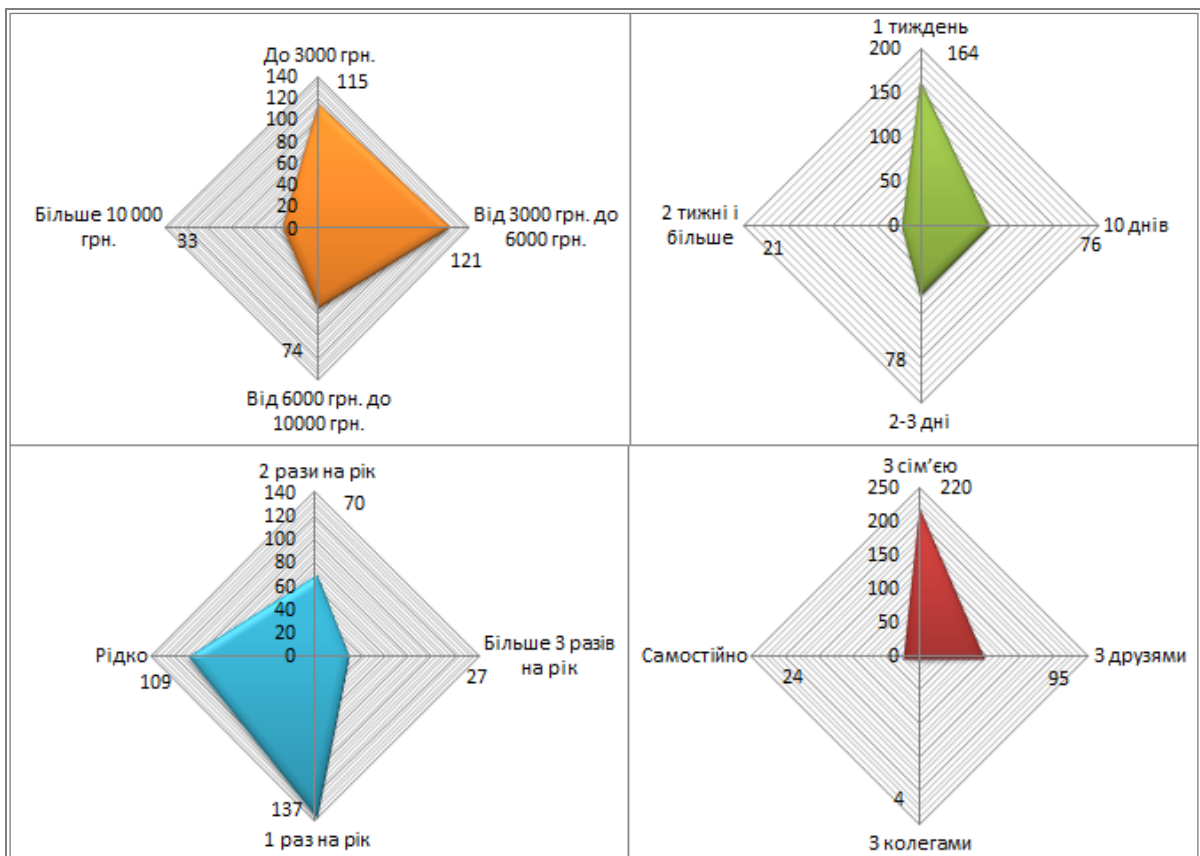 До 3000 грн.
140
115
120
100
80
60
40
20
0
Більше 10 000
грн.
33
Від 3000 грн. до
6000 грн.
121
74
Від 6000 грн. до
10000 грн.
1 тиждень
200
164
150
100
50
0
2 тижні і
більше
21
10 днів
76
78
2-3 дні
2 рази на рік
140
70
120
100
80
60
40
20
0
Рідко
109
Більше 3 разів
на рік
27
137
1 раз на рік
З сім’єю
250
220
200
150
100
50
0
Самостійно
24
З друзями
95
4
З колегами